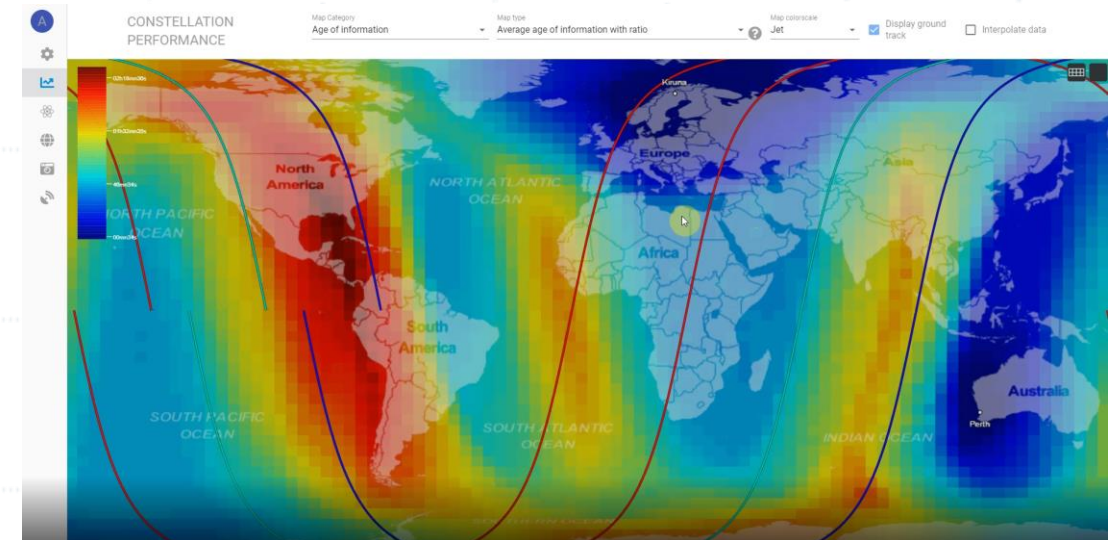 A
CONSTELLATION
PERFORMANCE
Map Category
Age of information
Map type
Average age of information with ratio
?
Map colorscale
Jet
Display ground
track
Interpolate data
Kiruna
Europe
Asia
North
America
NORTH ATLANTIC
OCEAN
NORTH PACIFIC
OCEAN
Africa
South
America
Australia
SOUTH PACIFIC
OCEAN
SOUTH ATLANTIC
OCEAN
INDIAN OCEAN
Perth
SOUTHERN OCEAN